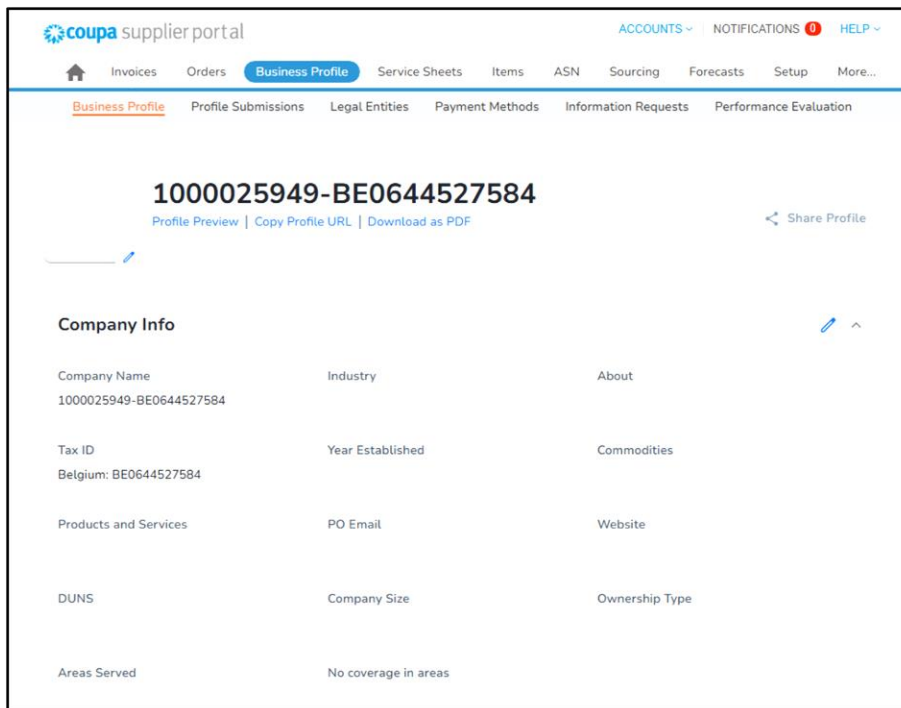 coupa supplier portal
ACCOUNTS NOTIFICATIONS 0 HELP
Invoices Orders Business Profile Service Sheets Items ASN Sourcing Forecasts Setup More...
Business Profile Profile Submissions Legal Entities Payment Methods Information Requests Performance Evaluation
1000025949-BE0644527584
Profile Preview | Copy Profile URL | Download as PDF
Share Profile
Company Info
Company Name Industry About
1000025949-BE0644527584
Tax ID Year Established Commodities
Belgium: BE0644527584
Products and Services PO Email Website
DUNS Company Size Ownership Type
Areas Served No coverage in areas